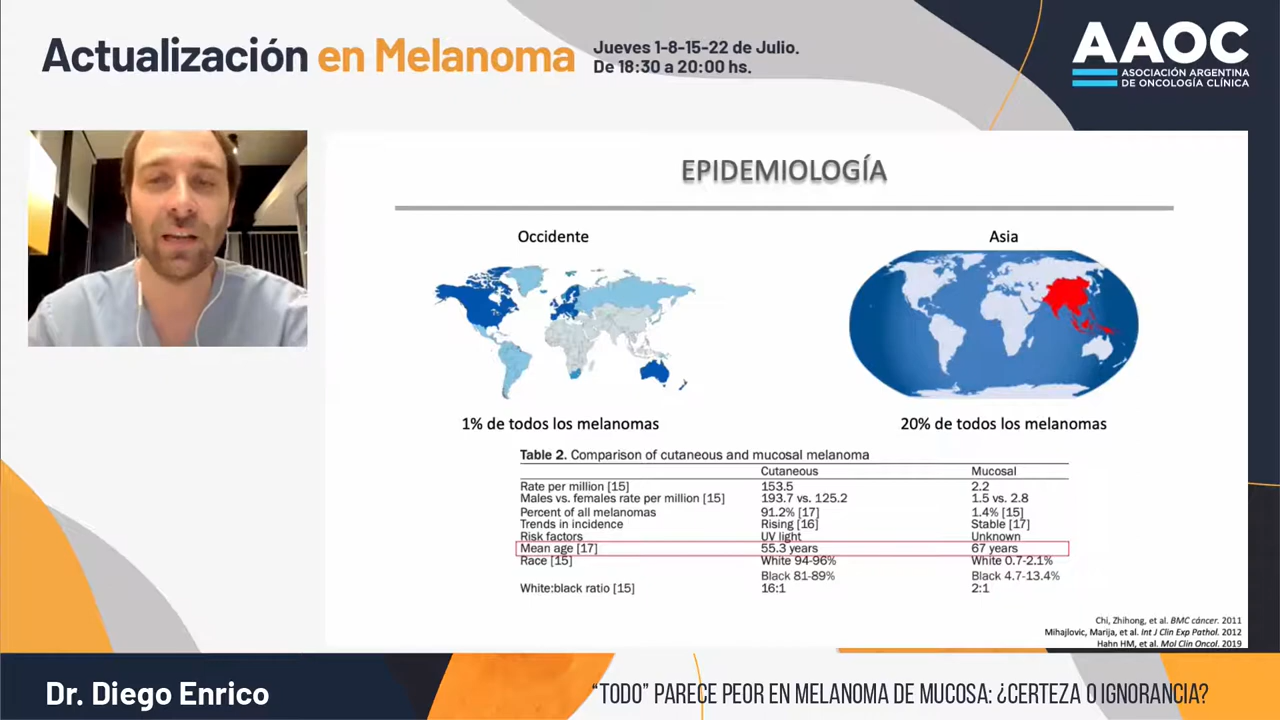 Actualización en Melanoma
Jueves 1-8-15-22 de Julio.
De 18:30 a 20:00 hs.
AAOC
ASOCIACIÓN ARGENTINA
DE ONCOLOGÍA CLÍNICA
EPIDEMIOLOGÍA
Occidente
Asia
1% de todos los melanomas
20% de todos los melanomas
Table 2. Comparison of cutaneous and mucosal melanoma
Cutaneous Mucosal
Rate per million [15] 153.5 2.2
Males vs. females rate per million [15] 193.7 vs. 125.2 1.5 vs. 2.8
Percent of all melanomas 91.2% [17] 1.4% [15]
Trends in incidence Rising [16] Stable [17]
Risk factors UV light Unknown
Mean age [17] 55.3 years 67 years
Race [15] White 94-96% White 0.7-2.1%
Black 81-89% Black 4.7-13.4%
White:black ratio [15] 16:1 2:1
Chi, Zhihong, et al. BMC cáncer. 2011
Mihajlovic, Marija, et al. Int J Clin Exp Pathol. 2012
Hahn HM, et al. Mol Clin Oncol. 2019
Dr. Diego Enrico
“TODO” PARECE PEOR EN MELANOMA DE MUCOSA: ¿CERTEZA O IGNORANCIA?